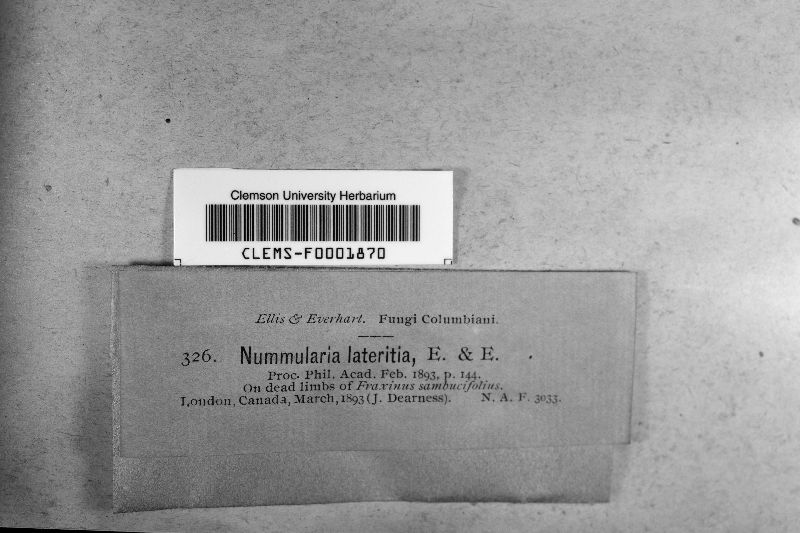 Clemson University Herbarium
CLEMS-F0001870
Ellis & Everhart. Fungi Columbiani.
326. Nummularia lateritia, E. & E.
Proc. Phil. Acad. Feb. 1893, p. 144.
On dead limbs of Fraxinus sambucifolius.
London, Canada, March, 1893 (J. Dearness). N. A. F. 3033.